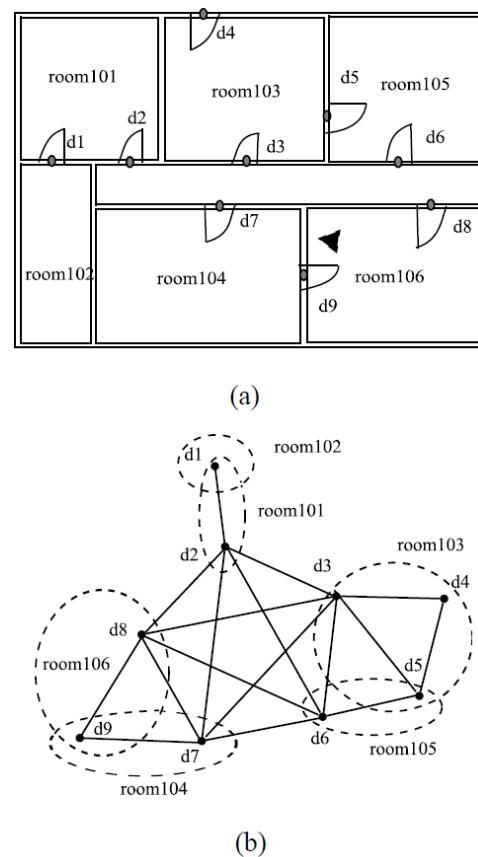 d4
room101
room103
d5
room105
d1
d2
d3
d6
d7
d8
room102
room104
room106
d9
(a)
d1
room102
room101
d2
d3
room103
d4
d8
d5
room106
d9
d7
d6
room105
room104
(b)